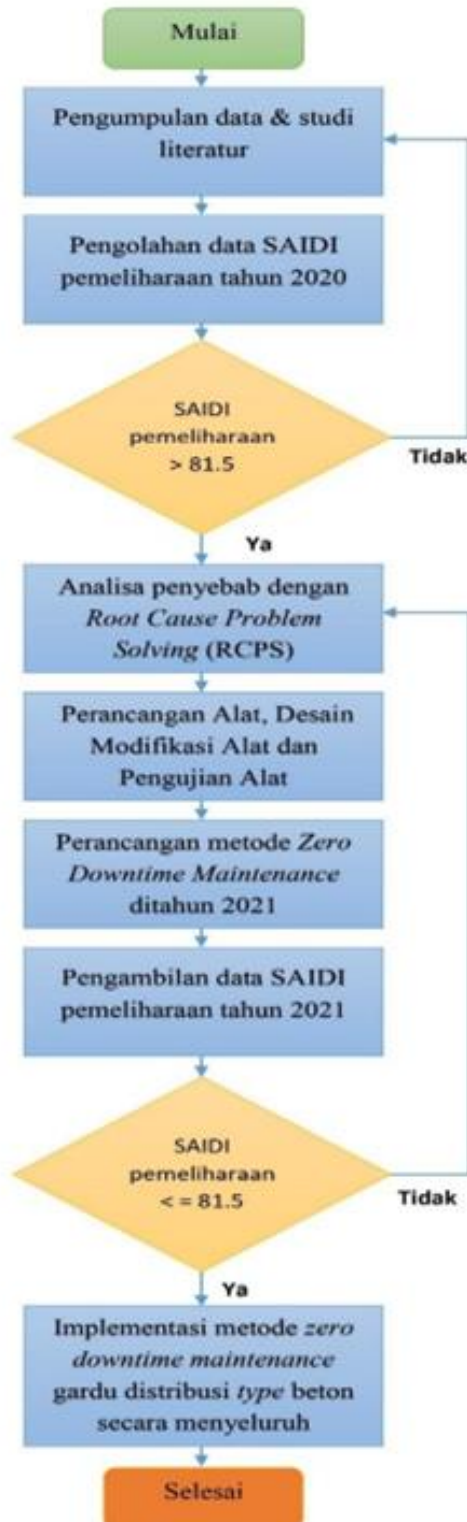 Mulai
Pengumpulan data & studi
literatur
Pengolahan data SAIDI
pemeliharaan tahun 2020
SAIDI
pemeliharaan
> 81.5
Tidak
Ya
Analisa penyebab dengan
Root Cause Problem
Solving (RCPS)
Perancangan Alat, Desain
Modifikasi Alat dan
Pengujian Alat
Perancangan metode Zero
Downtime Maintenance
ditahun 2021
Pengambilan data SAIDI
pemeliharaan tahun 2021
SAIDI
pemeliharaan
< = 81.5
Tidak
Ya
Implementasi metode zero
downtime maintenance
gardu distribusi type beton
secara menyeluruh
Selesai